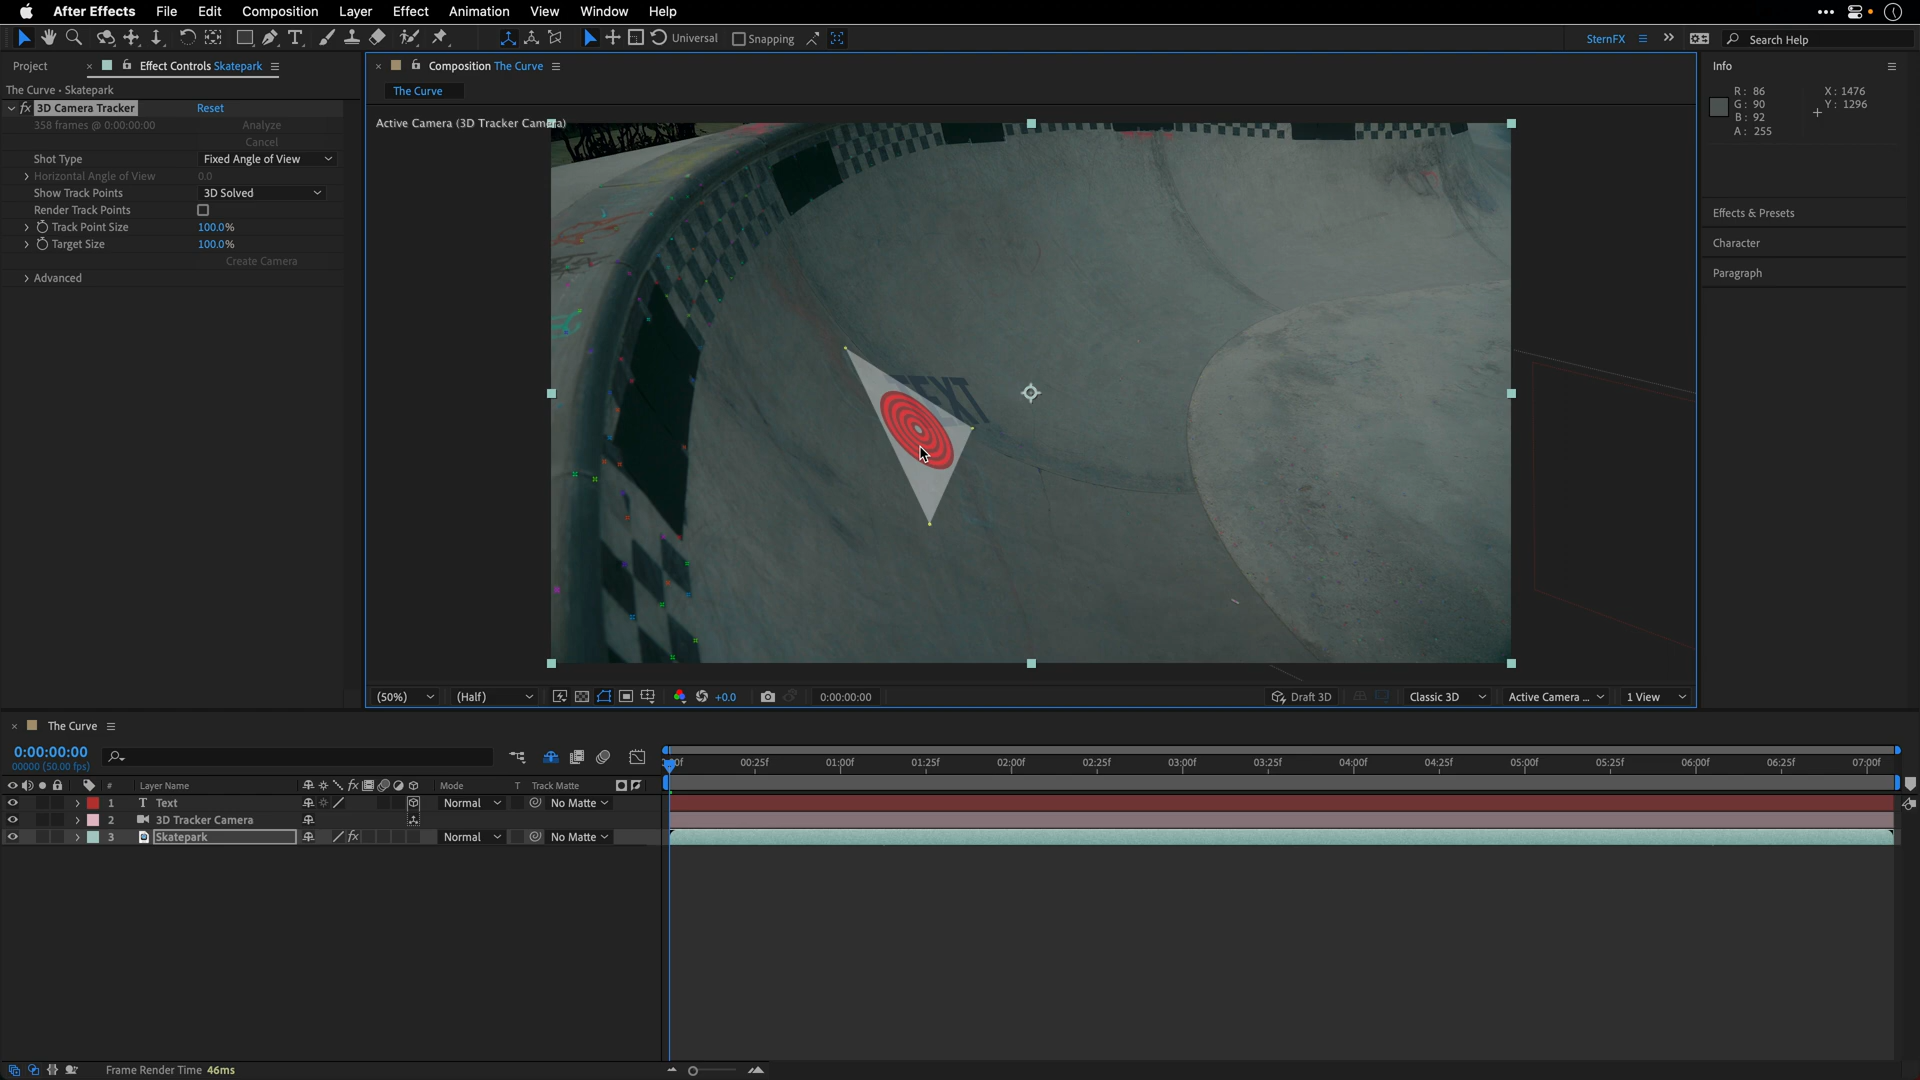 After Effects File Edit Composition Layer Effect Animation View Window Help
Universal Snapping SternFX Search Help
Project Effect Controls Skatepark
The Curve • Skatepark
fx 3D Camera Tracker Reset
358 frames @ 0:00:00:00 Analyze
Cancel
Shot Type Fixed Angle of View
Horizontal Angle of View 0.0
Show Track Points 3D Solved
Render Track Points
Track Point Size 100.0%
Target Size 100.0%
Create Camera
Advanced
Composition The Curve
The Curve
Active Camera (3D Tracker Camera)
TEXT
(50%) (Half) +0.0 0:00:00:00 Draft 3D Classic 3D Active Camera ... 1 View
Info
R: 86 X: 1476
G: 90 Y: 1296
B: 92
A: 255
Effects & Presets
Character
Paragraph
The Curve
0:00:00:00
00000 (50.00 fps)
00:25f 01:00f 01:25f 02:00f 02:25f 03:00f 03:25f 04:00f 04:25f 05:00f 05:25f 06:00f 06:25f 07:00f
# Layer Name fx Mode T Track Matte
1 T Text Normal No Matte
2 3D Tracker Camera
3 Skatepark fx Normal No Matte
Frame Render Time 46ms